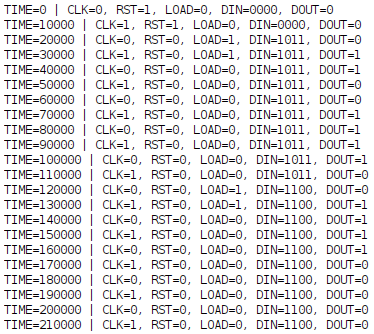 TIME=0 | CLK=0, RST=1, LOAD=0, DIN=0000, DOUT=0
TIME=10000 | CLK=1, RST=1, LOAD=0, DIN=0000, DOUT=0
TIME=20000 | CLK=0, RST=0, LOAD=1, DIN=1011, DOUT=0
TIME=30000 | CLK=1, RST=0, LOAD=1, DIN=1011, DOUT=1
TIME=40000 | CLK=0, RST=0, LOAD=0, DIN=1011, DOUT=1
TIME=50000 | CLK=1, RST=0, LOAD=0, DIN=1011, DOUT=0
TIME=60000 | CLK=0, RST=0, LOAD=0, DIN=1011, DOUT=0
TIME=70000 | CLK=1, RST=0, LOAD=0, DIN=1011, DOUT=1
TIME=80000 | CLK=0, RST=0, LOAD=0, DIN=1011, DOUT=1
TIME=90000 | CLK=1, RST=0, LOAD=0, DIN=1011, DOUT=1
TIME=100000 | CLK=0, RST=0, LOAD=0, DIN=1011, DOUT=1
TIME=110000 | CLK=1, RST=0, LOAD=0, DIN=1011, DOUT=0
TIME=120000 | CLK=0, RST=0, LOAD=1, DIN=1100, DOUT=0
TIME=130000 | CLK=1, RST=0, LOAD=1, DIN=1100, DOUT=1
TIME=140000 | CLK=0, RST=0, LOAD=0, DIN=1100, DOUT=1
TIME=150000 | CLK=1, RST=0, LOAD=0, DIN=1100, DOUT=1
TIME=160000 | CLK=0, RST=0, LOAD=0, DIN=1100, DOUT=1
TIME=170000 | CLK=1, RST=0, LOAD=0, DIN=1100, DOUT=0
TIME=180000 | CLK=0, RST=0, LOAD=0, DIN=1100, DOUT=0
TIME=190000 | CLK=1, RST=0, LOAD=0, DIN=1100, DOUT=0
TIME=200000 | CLK=0, RST=0, LOAD=0, DIN=1100, DOUT=0
TIME=210000 | CLK=1, RST=0, LOAD=0, DIN=1100, DOUT=0